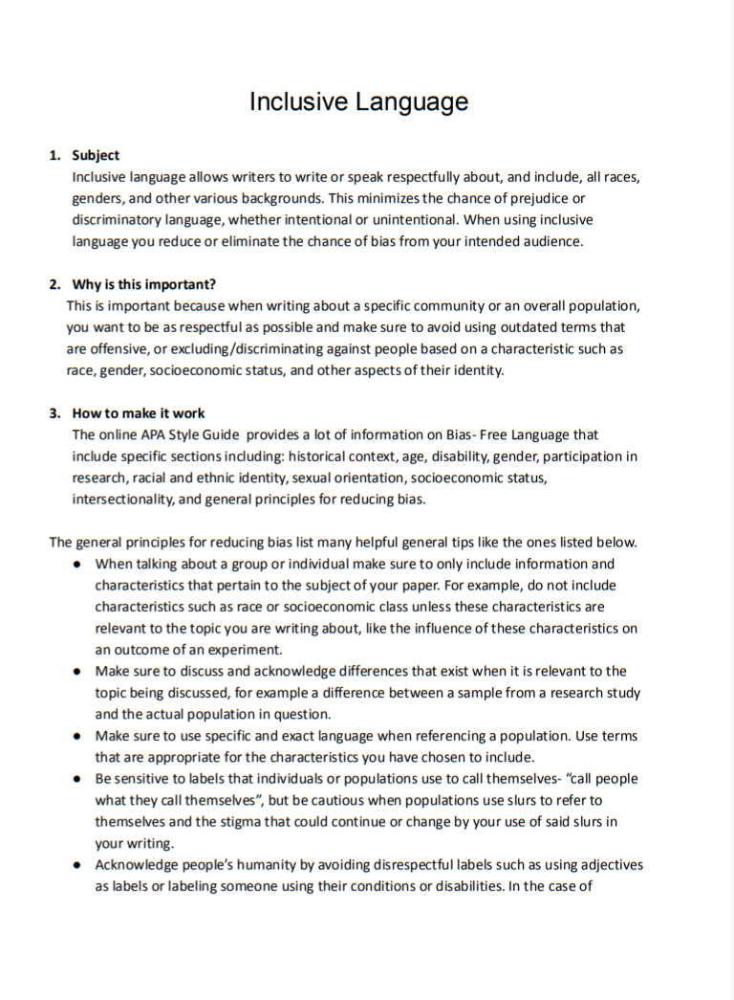 Inclusive Language
1. Subject
Inclusive language allows writers to write or speak respectfully about, and include, all races,
genders, and other various backgrounds. This minimizes the chance of prejudice or
discriminatory language, whether intentional or unintentional. When using inclusive
language you reduce or eliminate the chance of bias from your intended audience.
2. Why is this important?
This is important because when writing about a specific community or an overall population,
you want to be as respectful as possible and make sure to avoid using outdated terms that
are offensive, or excluding/discriminating against people based on a characteristic such as
race, gender, socioeconomic status, and other aspects of their identity.
3. How to make it work
The online APA Style Guide  provides a lot of information on Bias- Free Language that
include specific sections including: historical context, age, disability, gender, participation in
research, racial and ethnic identity, sexual orientation, socioeconomic status,
intersectionality, and general principles for reducing bias.
The general principles for reducing bias list many helpful general tips like the ones listed below.
● When talking about a group or individual make sure to only include information and
characteristics that pertain to the subject of your paper. For example, do not include
characteristics such as race or socioeconomic class unless these characteristics are
relevant to the topic you are writing about, like the influence of these characteristics on
an outcome of an experiment.
● Make sure to discuss and acknowledge differences that exist when it is relevant to the
topic being discussed, for example a difference between a sample from a research study
and the actual population in question.
● Make sure to use specific and exact language when referencing a population. Use terms
that are appropriate for the characteristics you have chosen to include.
● Be sensitive to labels that individuals or populations use to call themselves- “call people
what they call themselves”, but be cautious when populations use slurs to refer to
themselves and the stigma that could continue or change by your use of said slurs in
your writing.
● Acknowledge people’s humanity by avoiding disrespectful labels such as using adjectives
as labels or labeling someone using their conditions or disabilities. In the case of